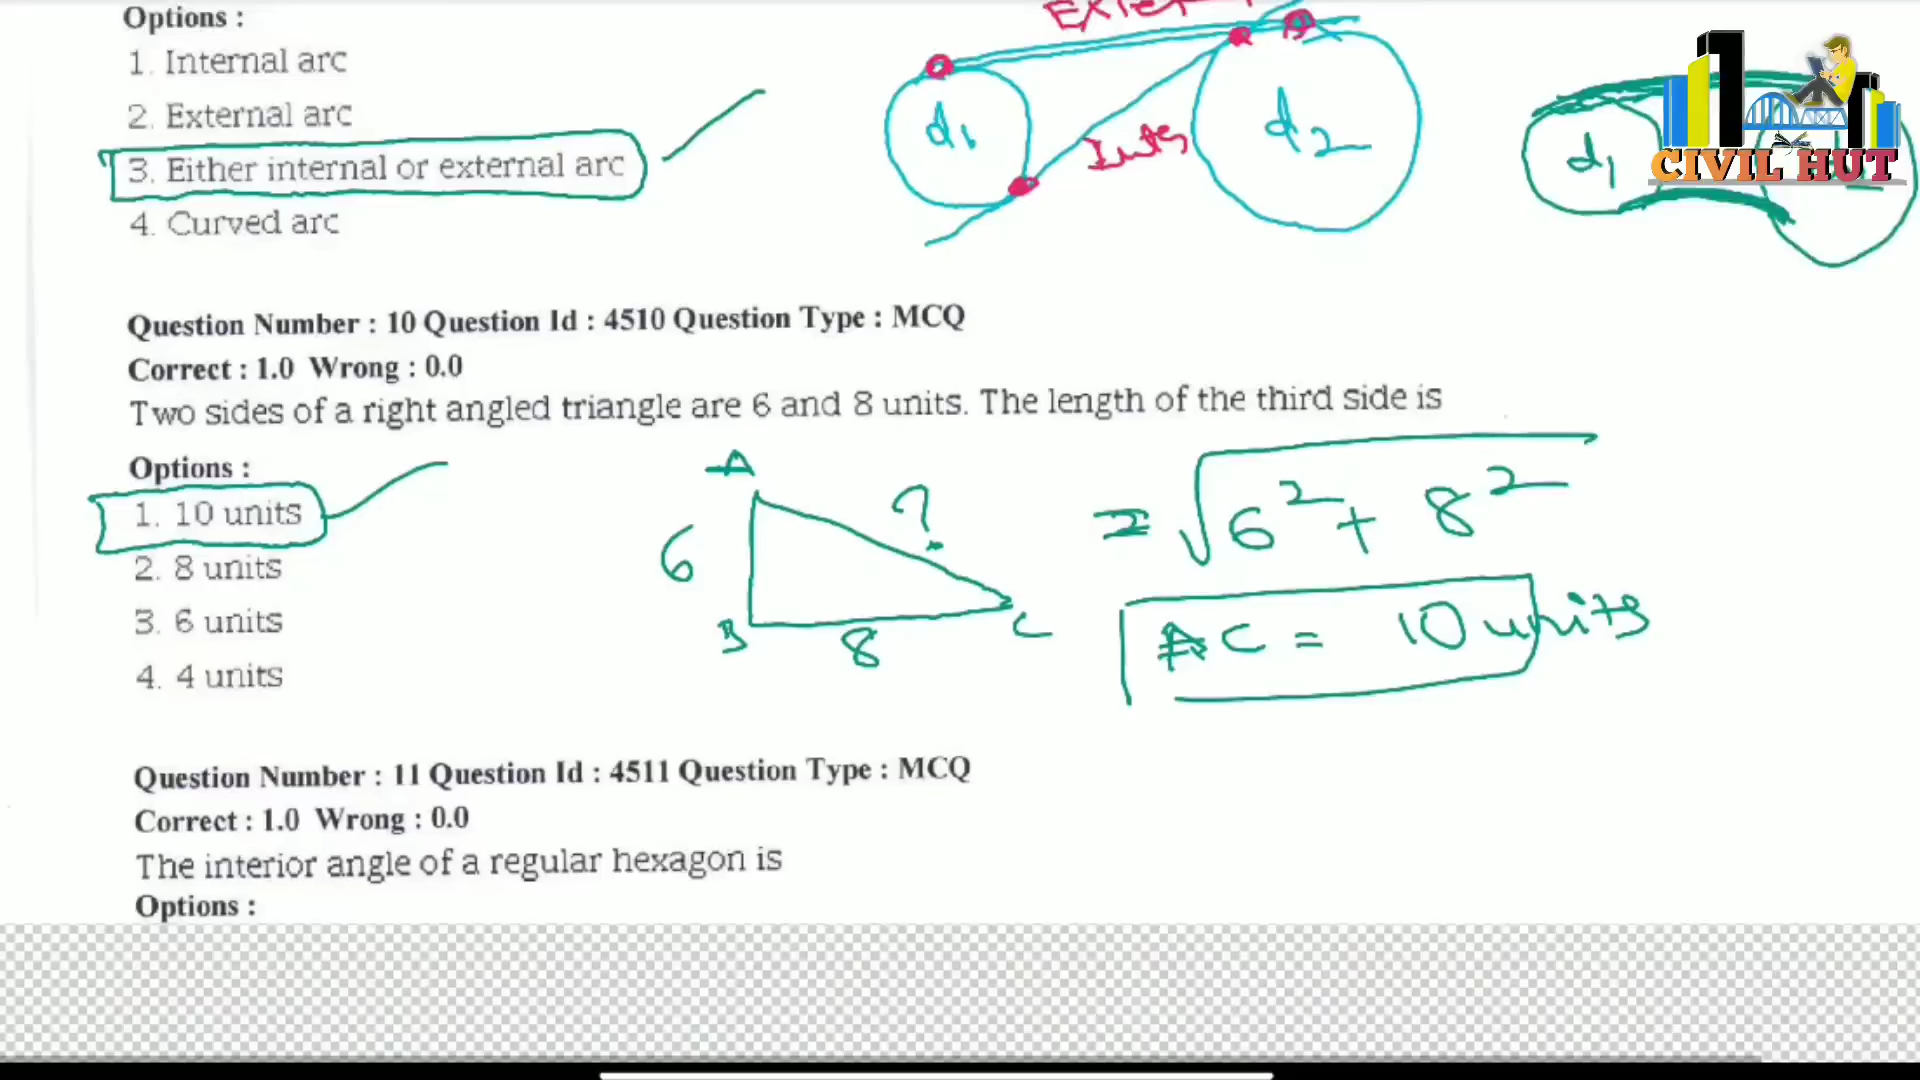 Options :
1. Internal arc
2. External arc
3. Either internal or external arc
4. Curved arc
d1
Ints
d2
d1
CIVIL HUT
Question Number : 10 Question Id : 4510 Question Type : MCQ
Correct : 1.0 Wrong : 0.0
Two sides of a right angled triangle are 6 and 8 units. The length of the third side is
Options :
1. 10 units
2. 8 units
3. 6 units
4. 4 units
A
6
?
B
8
C
= √6² + 8²
AC = 10 units
Question Number : 11 Question Id : 4511 Question Type : MCQ
Correct : 1.0 Wrong : 0.0
The interior angle of a regular hexagon is
Options :